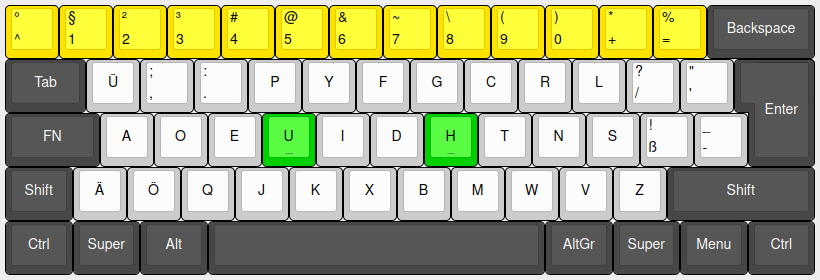 ° § ² ³ # @ & ~ \ ( ) * % Backspace
^ 1 2 3 4 5 6 7 8 9 0 + =
Tab Ü ; : P Y F G C R L ? "
, . / '
Enter
FN A O E U I D H T N S ! _
_ _ ß -
Shift Ä Ö Q J K X B M W V Z Shift
Ctrl Super Alt AltGr Super Menu Ctrl